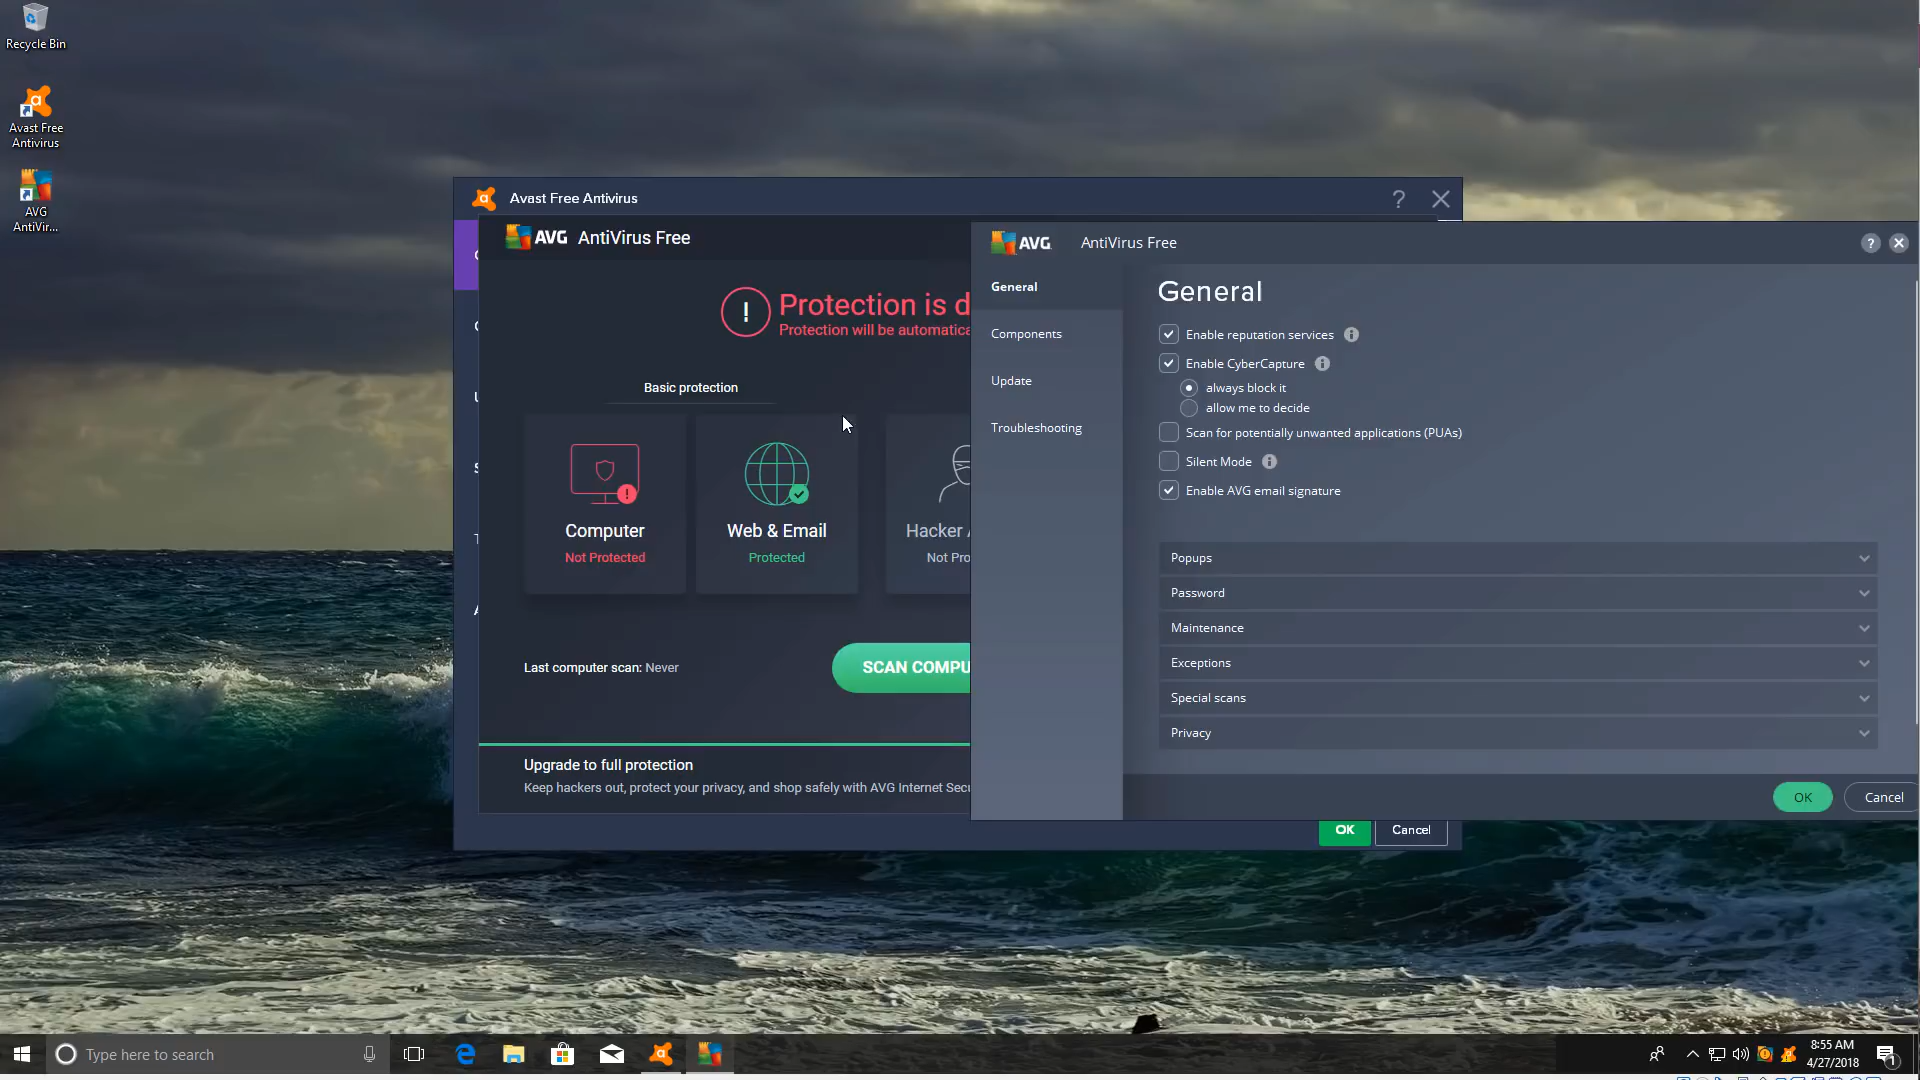 Recycle Bin
Avast Free
Antivirus
AVG
AntiVir...
Avast Free Antivirus
?
AVG AntiVirus Free
Protection is d
Protection will be automatica
Basic protection
Computer
Not Protected
Web & Email
Protected
Hacker
Not Pro
Last computer scan: Never
SCAN COMPU
Upgrade to full protection
Keep hackers out, protect your privacy, and shop safely with AVG Internet Secu
AVG AntiVirus Free
?
General
Components
Update
Troubleshooting
General
Enable reputation services
Enable CyberCapture
always block it
allow me to decide
Scan for potentially unwanted applications (PUAs)
Silent Mode
Enable AVG email signature
Popups
Password
Maintenance
Exceptions
Special scans
Privacy
OK
Cancel
OK
Cancel
Type here to search
8:55 AM
4/27/2018
1